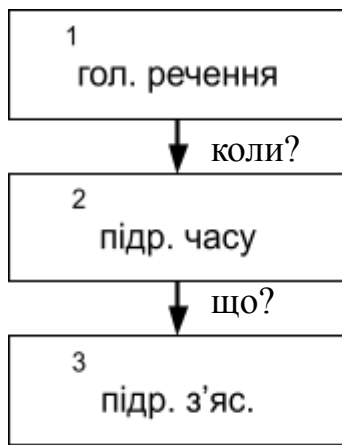 1
гол. речення
коли?
2
підр. часу
що?
3
підр. з’яс.